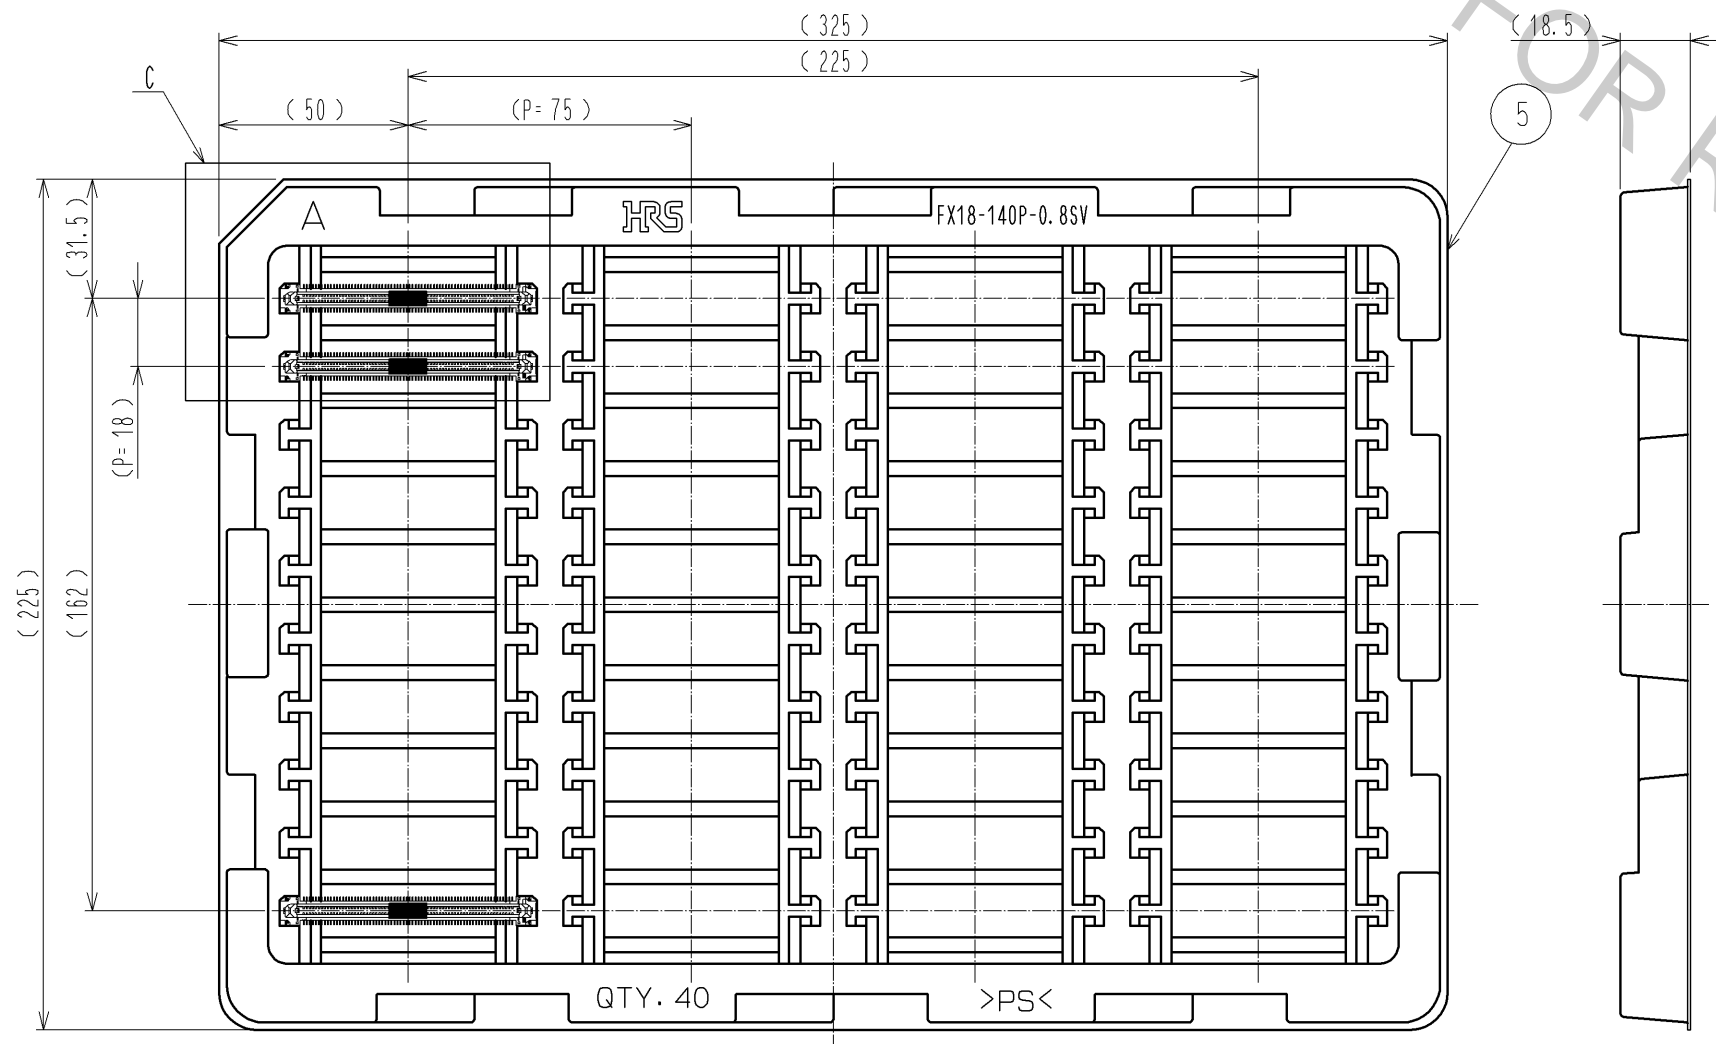 ( 325 )
( 18. 5 )
FOR R
( 225 )
C
( 50 )
(P= 75 )
5
( 31. 5 )
A
HRS
FX18-140P-0. 8SV
(P= 18 )
( 225 )
( 162 )
QTY. 40
>PS<